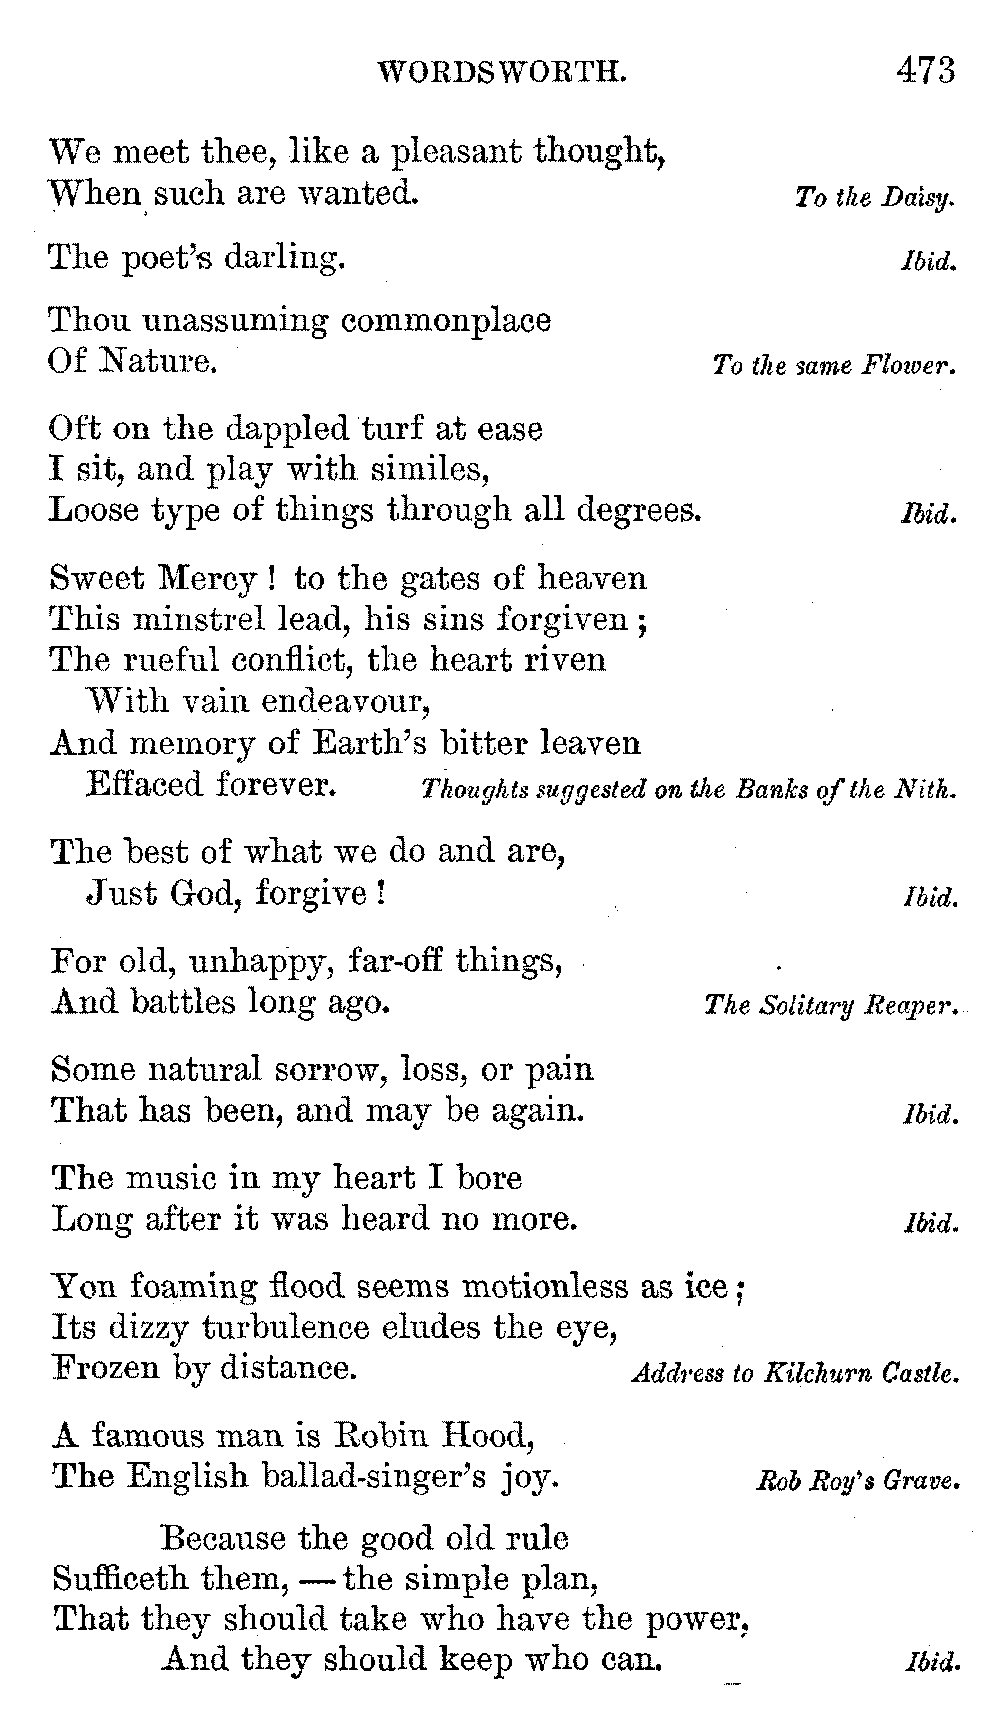 WORDSWORTH. 473
We meet thee, like a pleasant thought,
When such are wanted. To the Daisy.
The poet's darling. Ibid.
Thou unassuming commonplace
Of Nature. To the same Flower.
Oft on the dappled turf at ease
I sit, and play with similes,
Loose type of things through all degrees. Ibid.
Sweet Mercy! to the gates of heaven
This minstrel lead, his sins forgiven;
The rueful conflict, the heart riven
With vain endeavour,
And memory of Earth's bitter leaven
Effaced forever. Thoughts suggested on the Banks of the Nith.
The best of what we do and are,
Just God, forgive! Ibid.
For old, unhappy, far-off things,
And battles long ago. The Solitary Reaper.
Some natural sorrow, loss, or pain
That has been, and may be again. Ibid.
The music in my heart I bore
Long after it was heard no more. Ibid.
Yon foaming flood seems motionless as ice;
Its dizzy turbulence eludes the eye,
Frozen by distance. Address to Kilchurn Castle.
A famous man is Robin Hood,
The English ballad-singer's joy. Rob Roy's Grave.
Because the good old rule
Sufficeth them, — the simple plan,
That they should take who have the power,
And they should keep who can. Ibid.